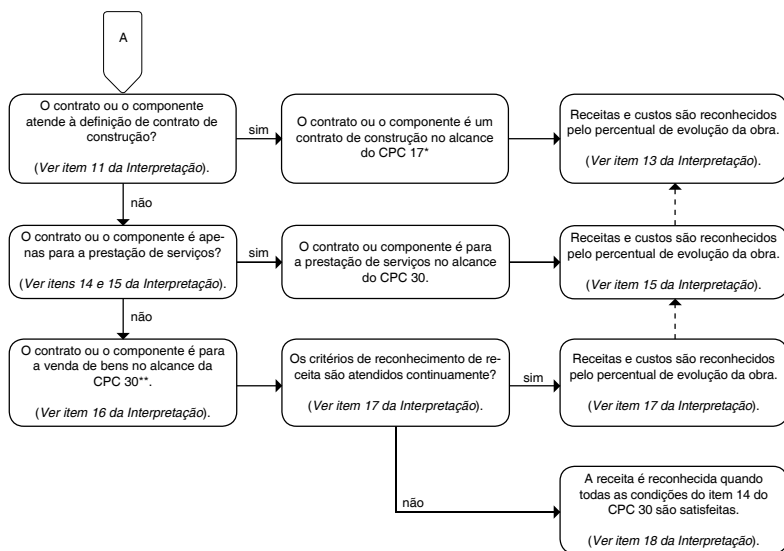 A
O contrato ou o componente
atende à definição de contrato de
construção?
(Ver item 11 da Interpretação).
sim
O contrato ou o componente é um
contrato de construção no alcance
do CPC 17*
Receitas e custos são reconhecidos
pelo percentual de evolução da obra.
(Ver item 13 da Interpretação).
não
O contrato ou o componente é ape-
nas para a prestação de serviços?
(Ver itens 14 e 15 da Interpretação).
sim
O contrato ou componente é para
a prestação de serviços no alcance
do CPC 30.
Receitas e custos são reconhecidos
pelo percentual de evolução da obra.
(Ver item 15 da Interpretação).
não
O contrato ou o componente é para
a venda de bens no alcance da
CPC 30**.
(Ver item 16 da Interpretação).
Os critérios de reconhecimento de re-
ceita são atendidos continuamente?
(Ver item 17 da Interpretação).
sim
Receitas e custos são reconhecidos
pelo percentual de evolução da obra.
(Ver item 17 da Interpretação).
não
A receita é reconhecida quando
todas as condições do item 14 do
CPC 30 são satisfeitas.
(Ver item 18 da Interpretação).